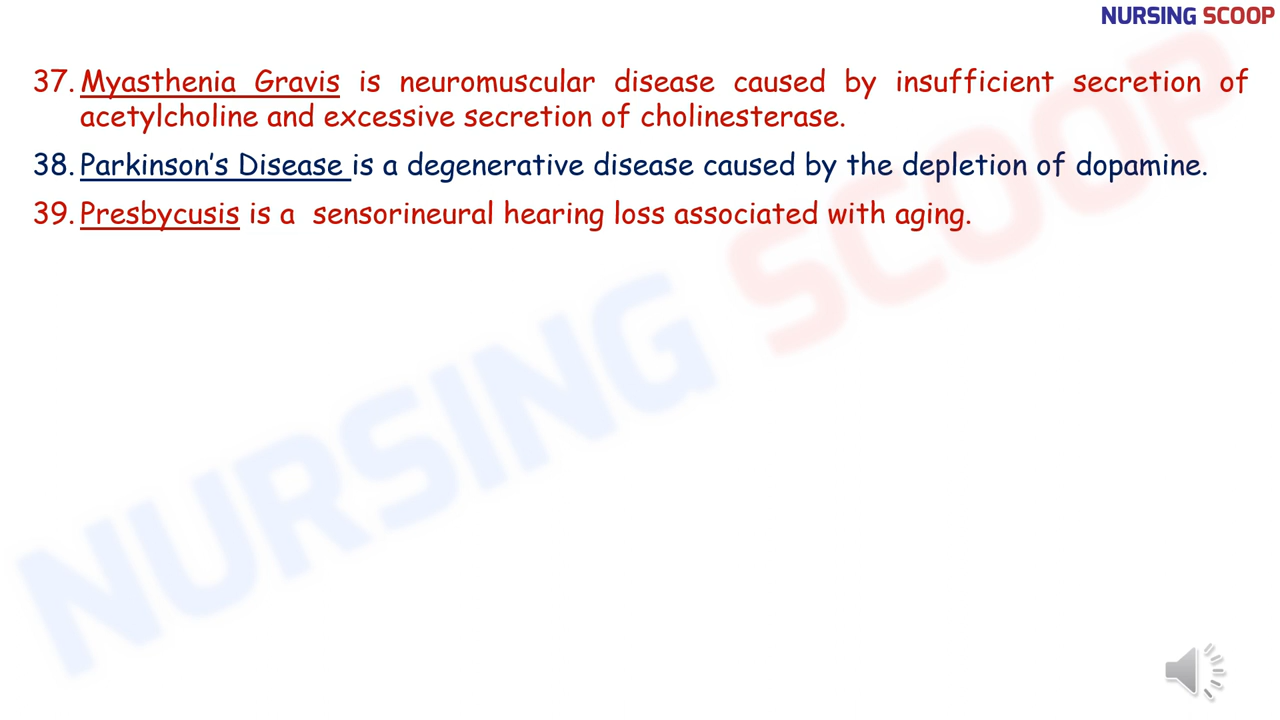 NURSING SCOOP
37. Myasthenia Gravis is neuromuscular disease caused by insufficient secretion of
acetylcholine and excessive secretion of cholinesterase.
38. Parkinson's Disease is a degenerative disease caused by the depletion of dopamine.
39. Presbycusis is a  sensorineural hearing loss associated with aging.
NURSING SCOOP